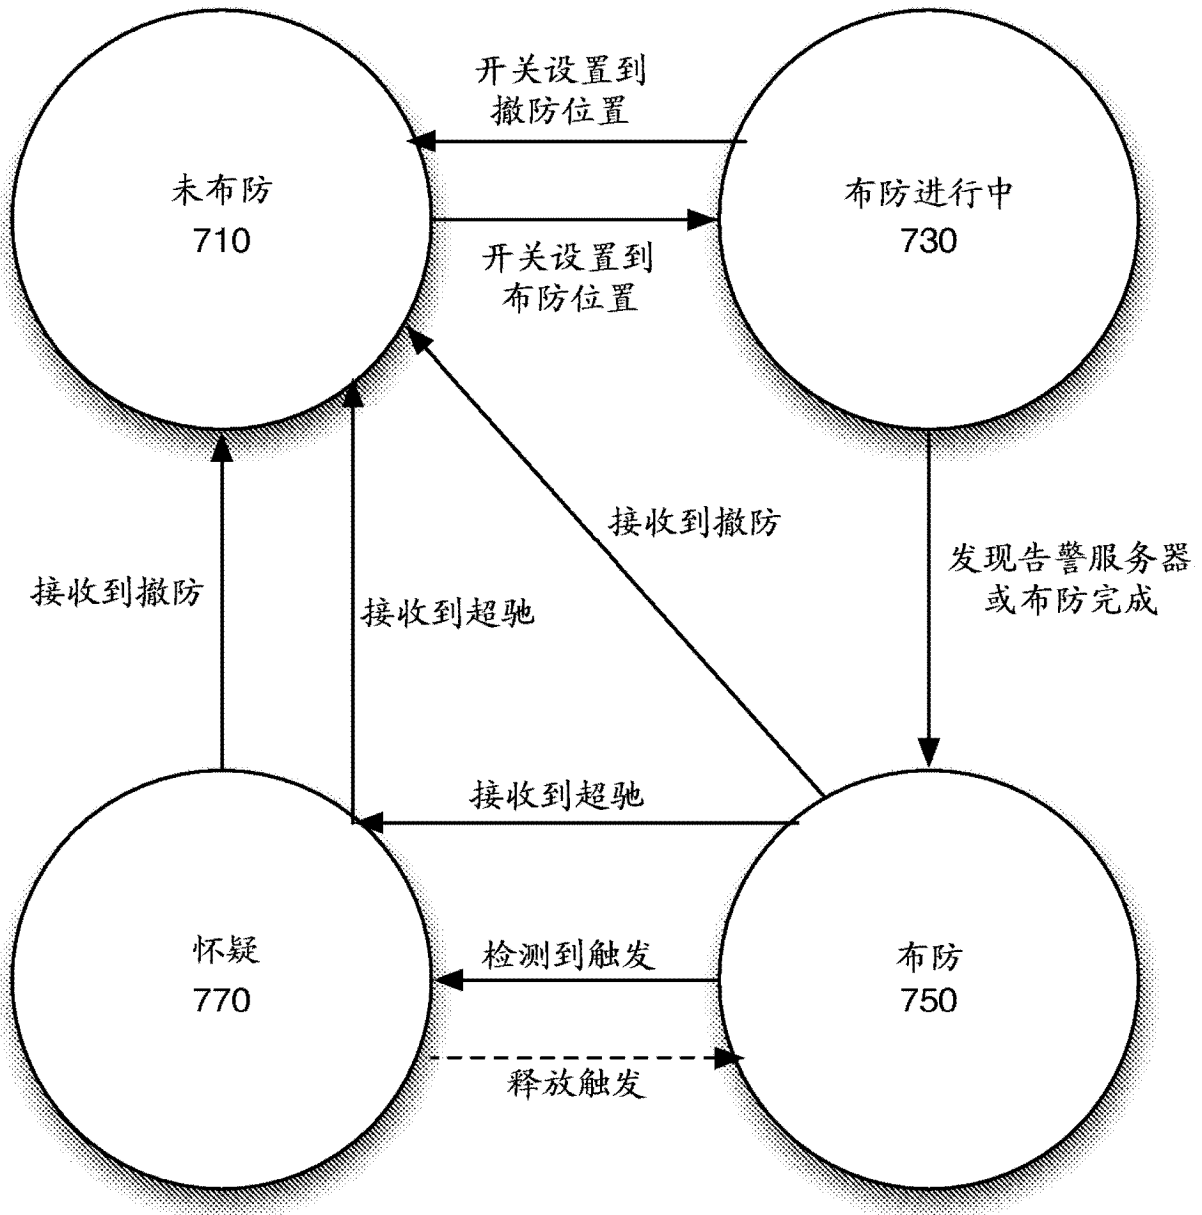 开关设置到
撤防位置
未布防
710
布防进行中
730
开关设置到
布防位置
接收到撤防
发现告警服务器
或布防完成
接收到撤防
接收到超驰
接收到超驰
怀疑
770
检测到触发
布防
750
释放触发